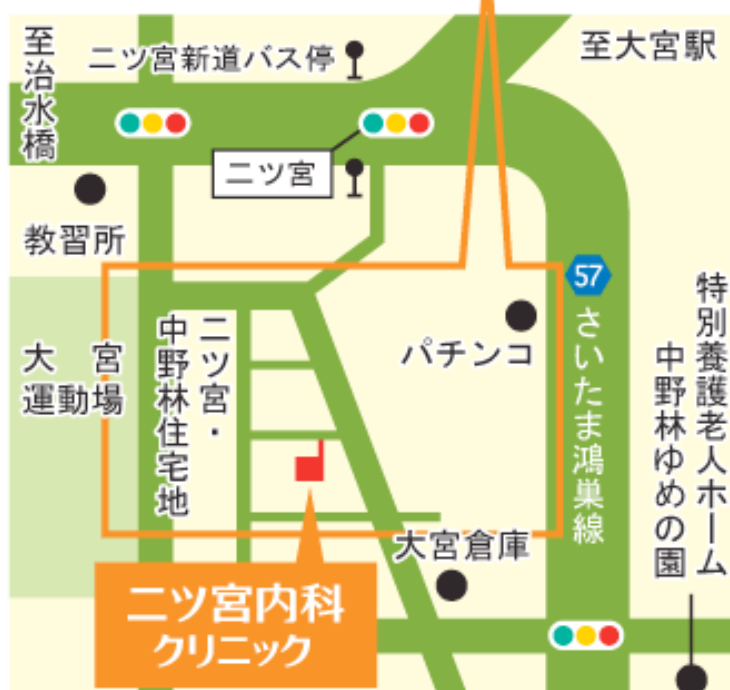 至治水橋
二ツ宮新道バス停
至大宮駅
二ツ宮
教習所
57
さいたま鴻巣線
パチンコ
大宮
運動場
二ツ宮・
中野林住宅地
特別養護老人ホーム
中野林ゆめの園
大宮倉庫
二ツ宮内科
クリニック